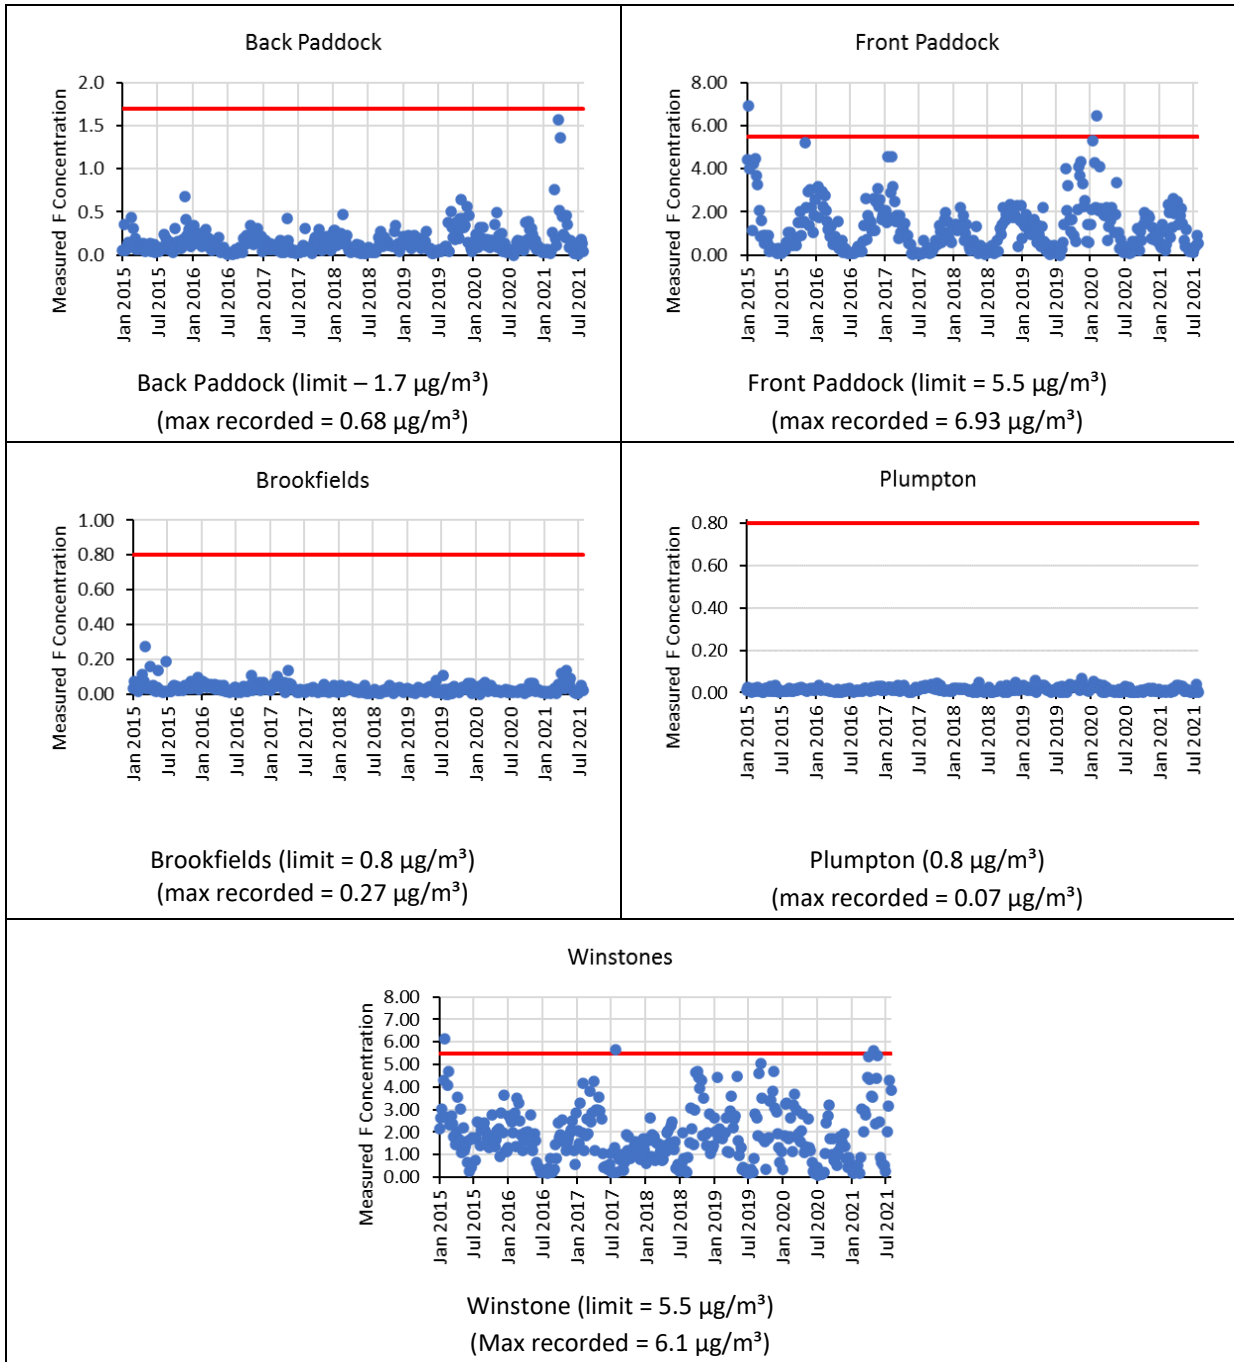 Back Paddock
Measured F Concentration
2.0
1.5
1.0
0.5
0.0
Jan 2015
Jul 2015
Jan 2016
Jul 2016
Jan 2017
Jul 2017
Jan 2018
Jul 2018
Jan 2019
Jul 2019
Jan 2020
Jul 2020
Jan 2021
Jul 2021
Back Paddock (limit – 1.7 µg/m³)
(max recorded = 0.68 µg/m³)
Front Paddock
Measured F Concentration
8.00
6.00
4.00
2.00
0.00
Jan 2015
Jul 2015
Jan 2016
Jul 2016
Jan 2017
Jul 2017
Jan 2018
Jul 2018
Jan 2019
Jul 2019
Jan 2020
Jul 2020
Jan 2021
Jul 2021
Front Paddock (limit = 5.5 µg/m³)
(max recorded = 6.93 µg/m³)
Brookfields
Measured F Concentration
1.00
0.80
0.60
0.40
0.20
0.00
Jan 2015
Jul 2015
Jan 2016
Jul 2016
Jan 2017
Jul 2017
Jan 2018
Jul 2018
Jan 2019
Jul 2019
Jan 2020
Jul 2020
Jan 2021
Jul 2021
Brookfields (limit = 0.8 µg/m³)
(max recorded = 0.27 µg/m³)
Plumpton
Measured F Concentration
0.80
0.60
0.40
0.20
0.00
Jan 2015
Jul 2015
Jan 2016
Jul 2016
Jan 2017
Jul 2017
Jan 2018
Jul 2018
Jan 2019
Jul 2019
Jan 2020
Jul 2020
Jan 2021
Jul 2021
Plumpton (0.8 µg/m³)
(max recorded = 0.07 µg/m³)
Winstones
Measured F Concentration
8.00
7.00
6.00
5.00
4.00
3.00
2.00
1.00
0.00
Jan 2015
Jul 2015
Jan 2016
Jul 2016
Jan 2017
Jul 2017
Jan 2018
Jul 2018
Jan 2019
Jul 2019
Jan 2020
Jul 2020
Jan 2021
Jul 2021
Winstone (limit = 5.5 µg/m³)
(Max recorded = 6.1 µg/m³)